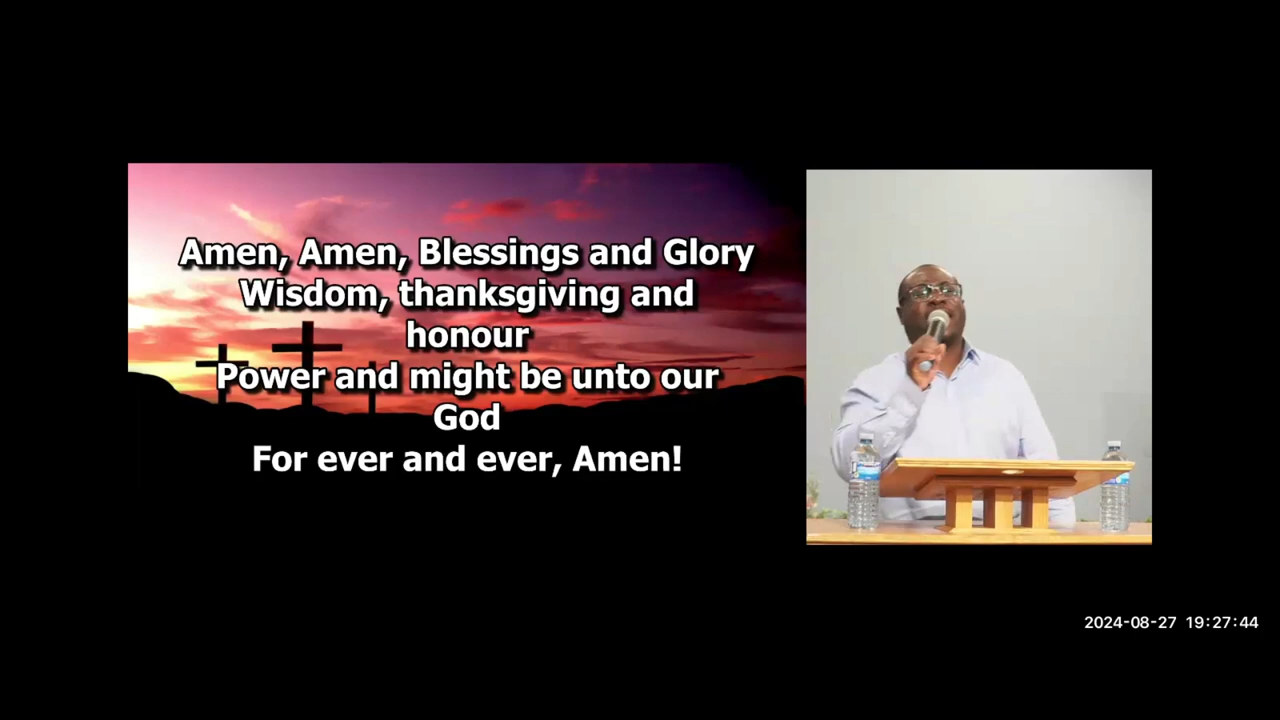 Amen, Amen, Blessings and Glory
Wisdom, thanksgiving and
honour
Power and might be unto our
God
For ever and ever, Amen!
2024-08-27 19:27:44